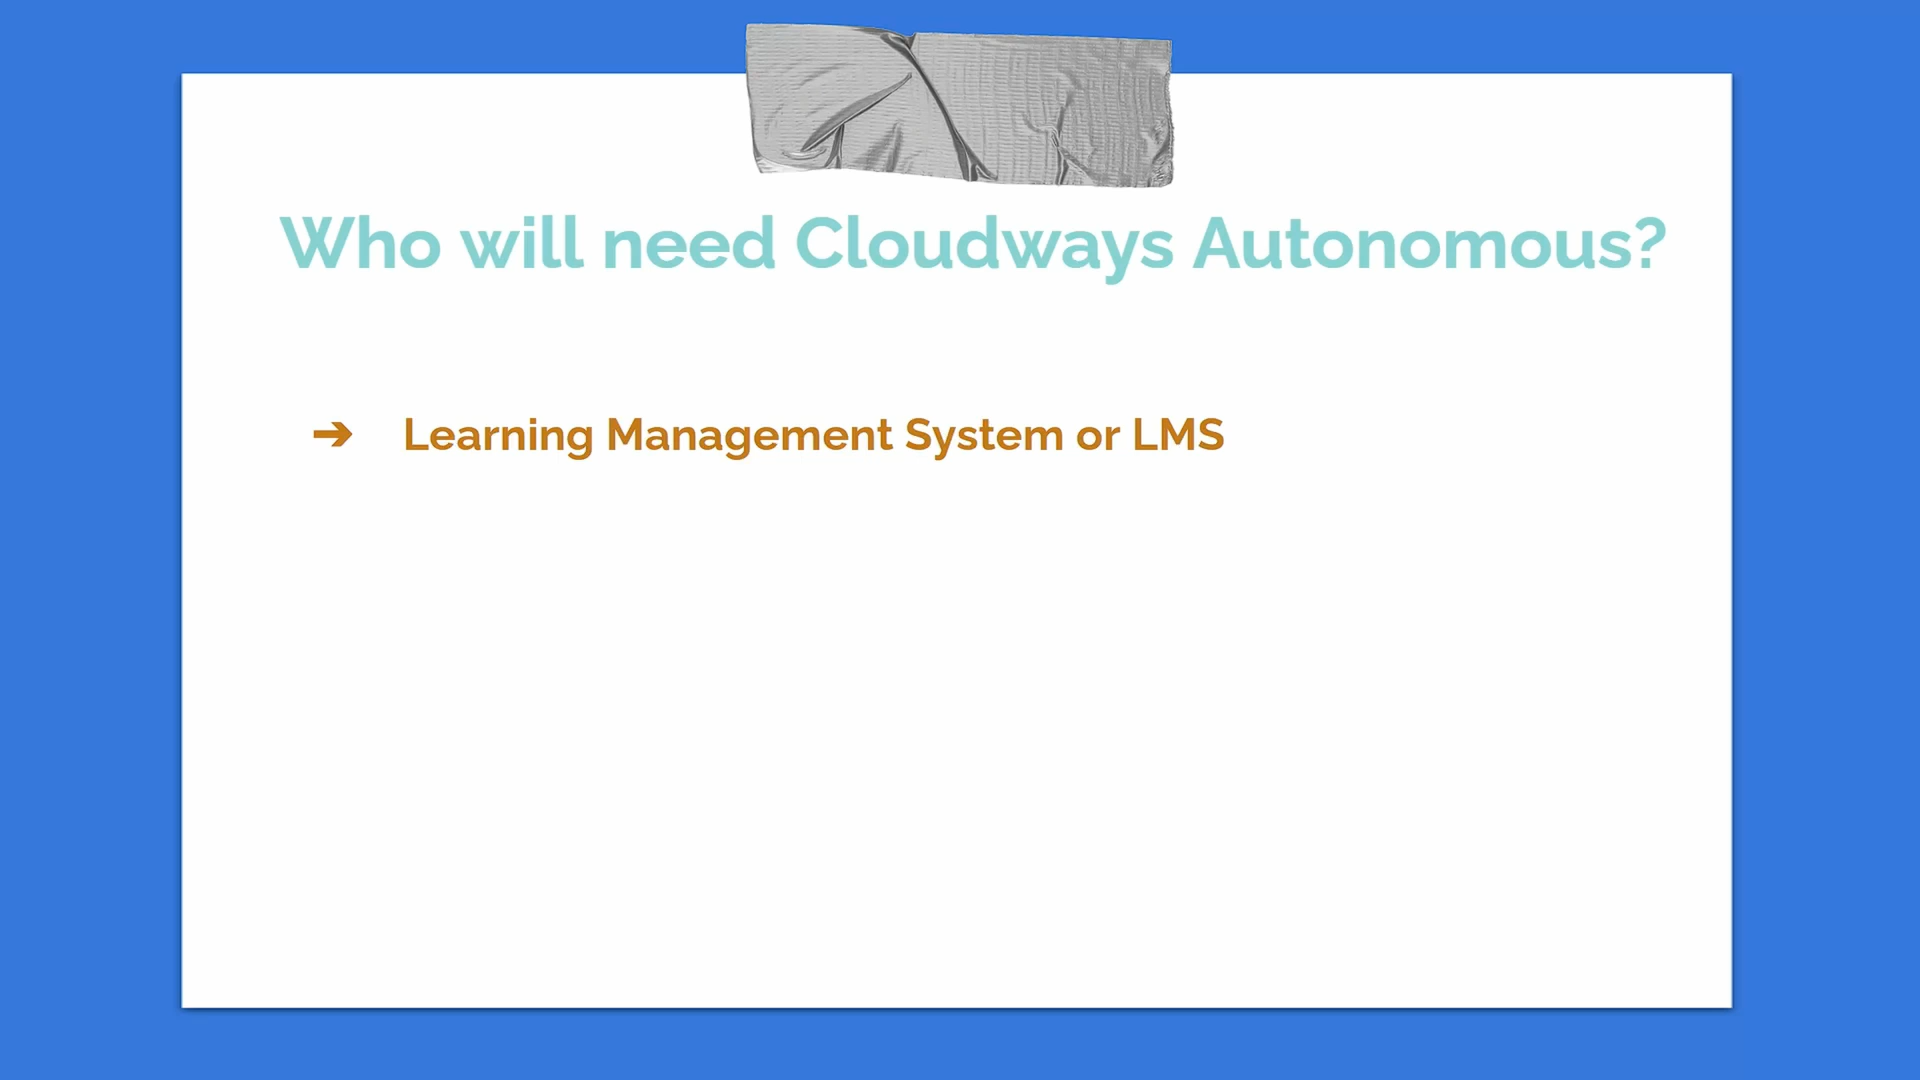 Who will need Cloudways Autonomous?
➔ Learning Management System or LMS